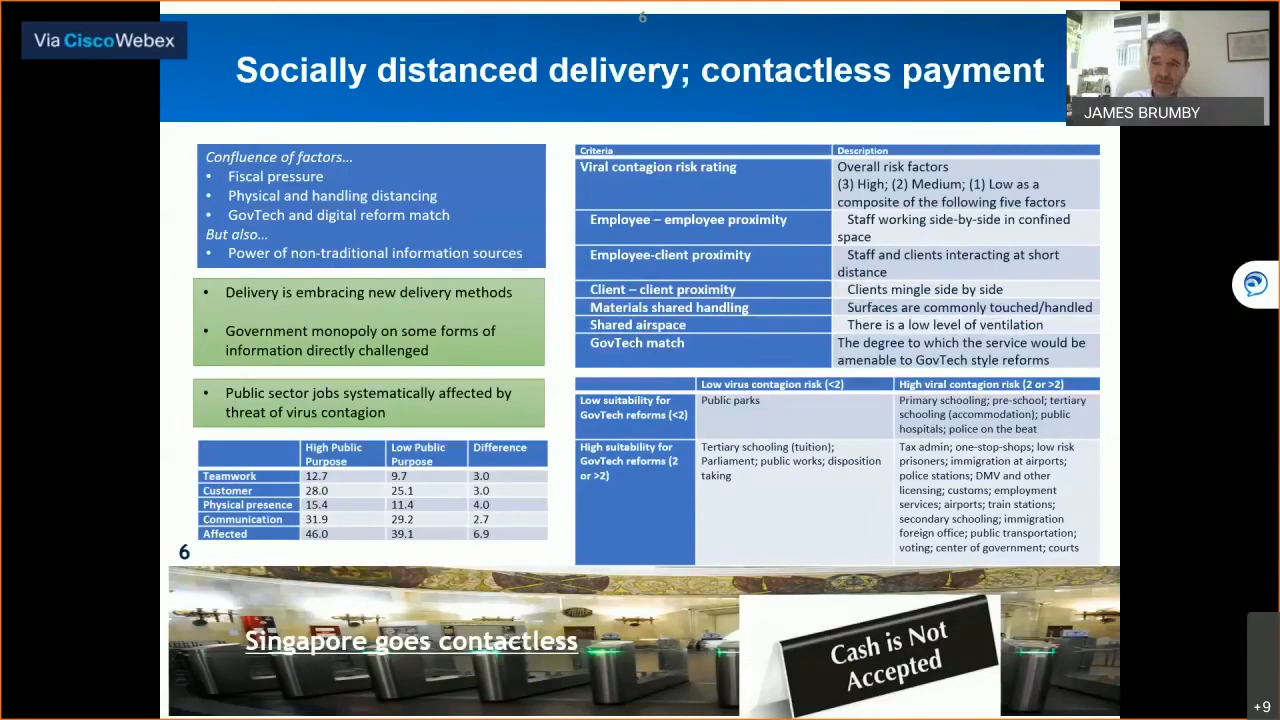 6
Via CiscoWebex
Socially distanced delivery; contactless payment
JAMES BRUMBY
Confluence of factors…
• Fiscal pressure
• Physical and handling distancing
• GovTech and digital reform match
But also…
• Power of non-traditional information sources
• Delivery is embracing new delivery methods
• Government monopoly on some forms of
information directly challenged
• Public sector jobs systematically affected by
threat of virus contagion
High Public Purpose Low Public Purpose Difference
Teamwork 12.7 9.7 3.0
Customer 28.0 25.1 3.0
Physical presence 15.4 11.4 4.0
Communication 31.9 29.2 2.7
Affected 46.0 39.1 6.9
6
Criteria Description
Viral contagion risk rating Overall risk factors
(3) High; (2) Medium; (1) Low as a
composite of the following five factors
Employee – employee proximity Staff working side-by-side in confined
space
Employee-client proximity Staff and clients interacting at short
distance
Client – client proximity Clients mingle side by side
Materials shared handling Surfaces are commonly touched/handled
Shared airspace There is a low level of ventilation
GovTech match The degree to which the service would be
amenable to GovTech style reforms
Low virus contagion risk (<2) High viral contagion risk (2 or >2)
Low suitability for
GovTech reforms (<2)
Public parks
Primary schooling; pre-school; tertiary
schooling (accommodation); public
hospitals; police on the beat
High suitability for
GovTech reforms (2
or >2)
Tertiary schooling (tuition);
Parliament; public works; disposition
taking
Tax admin; one-stop-shops; low risk
prisoners; immigration at airports;
police stations; DMV and other
licensing; customs; employment
services; airports; train stations;
secondary schooling; immigration
foreign office; public transportation;
voting; center of government; courts
Singapore goes contactless
Cash is Not
Accepted
+9